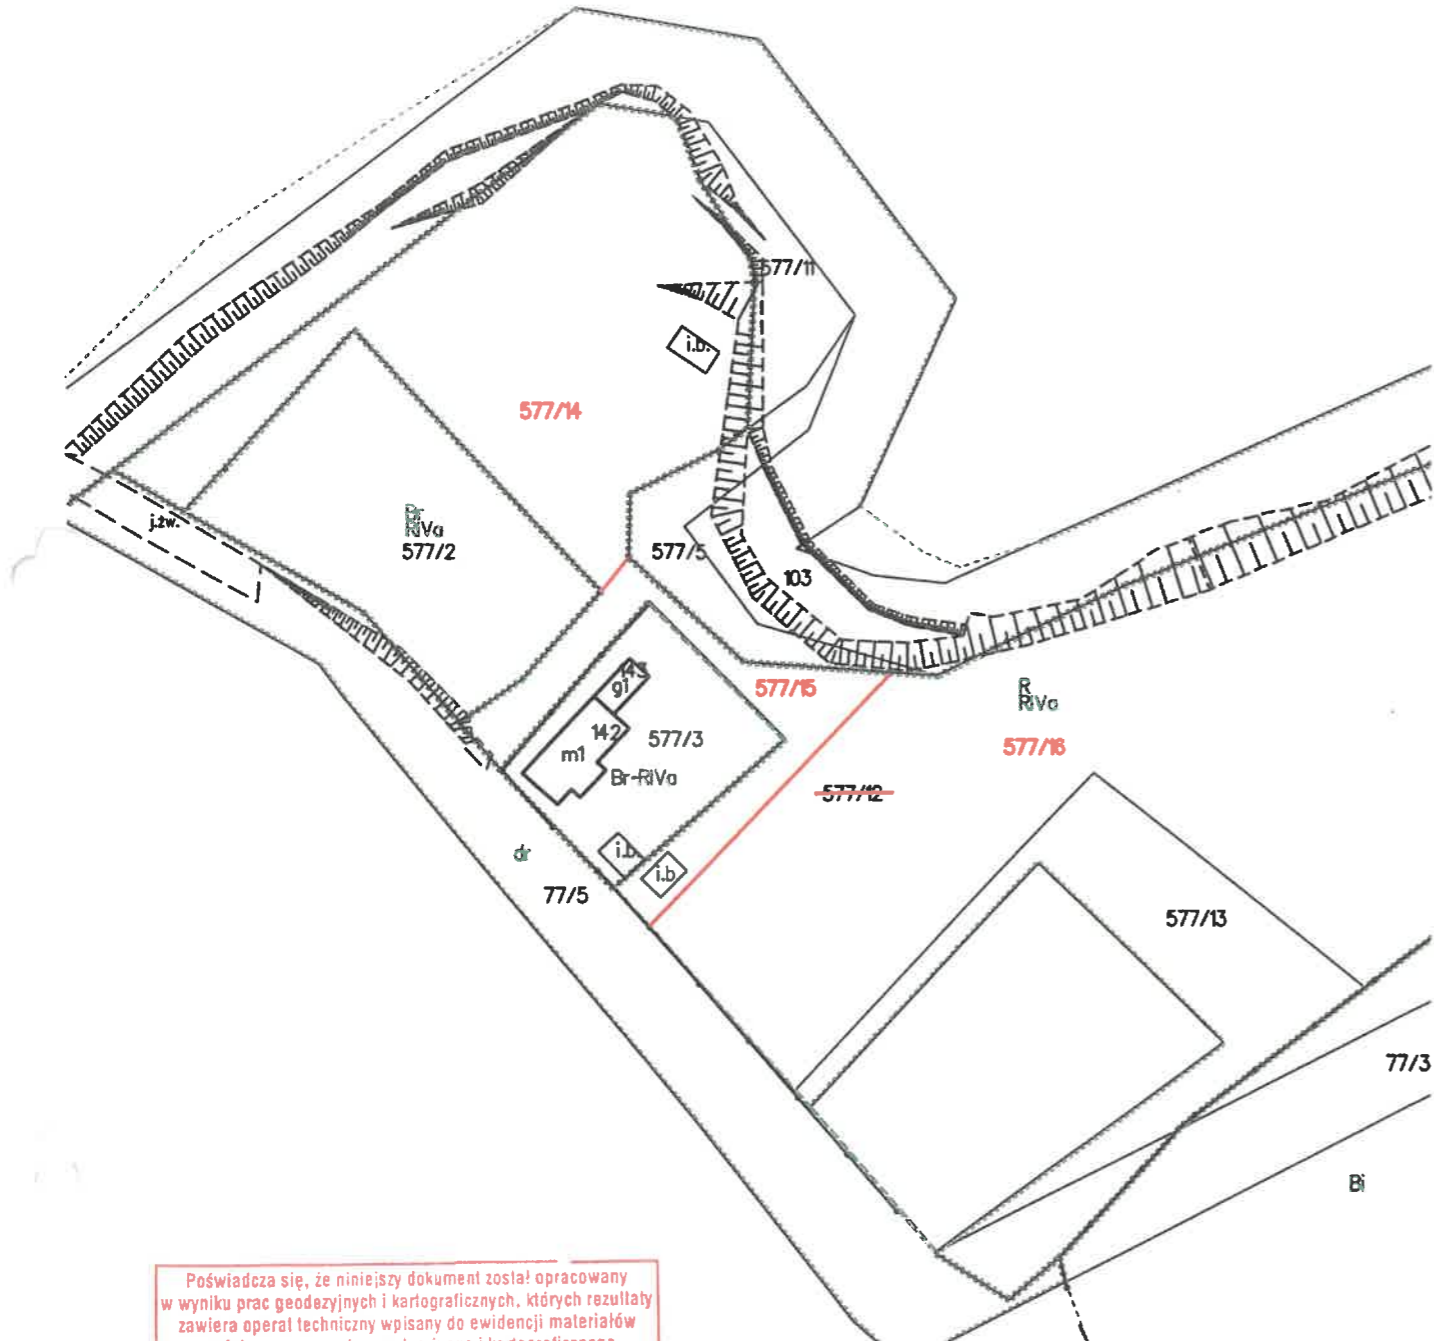 577/11
i.b.
577/14
j.żw.
Br
RIVa
577/2
577/5
103
143
g1
142
m1
577/3
Br-RIVa
577/15
R
RIVa
577/16
577/12
i.b.
i.b.
dr
77/5
577/13
77/3
Bi
Poświadcza się, że niniejszy dokument został opracowany
w wyniku prac geodezyjnych i kartograficznych, których rezultaty
zawiera operat techniczny wpisany do ewidencji materiałów